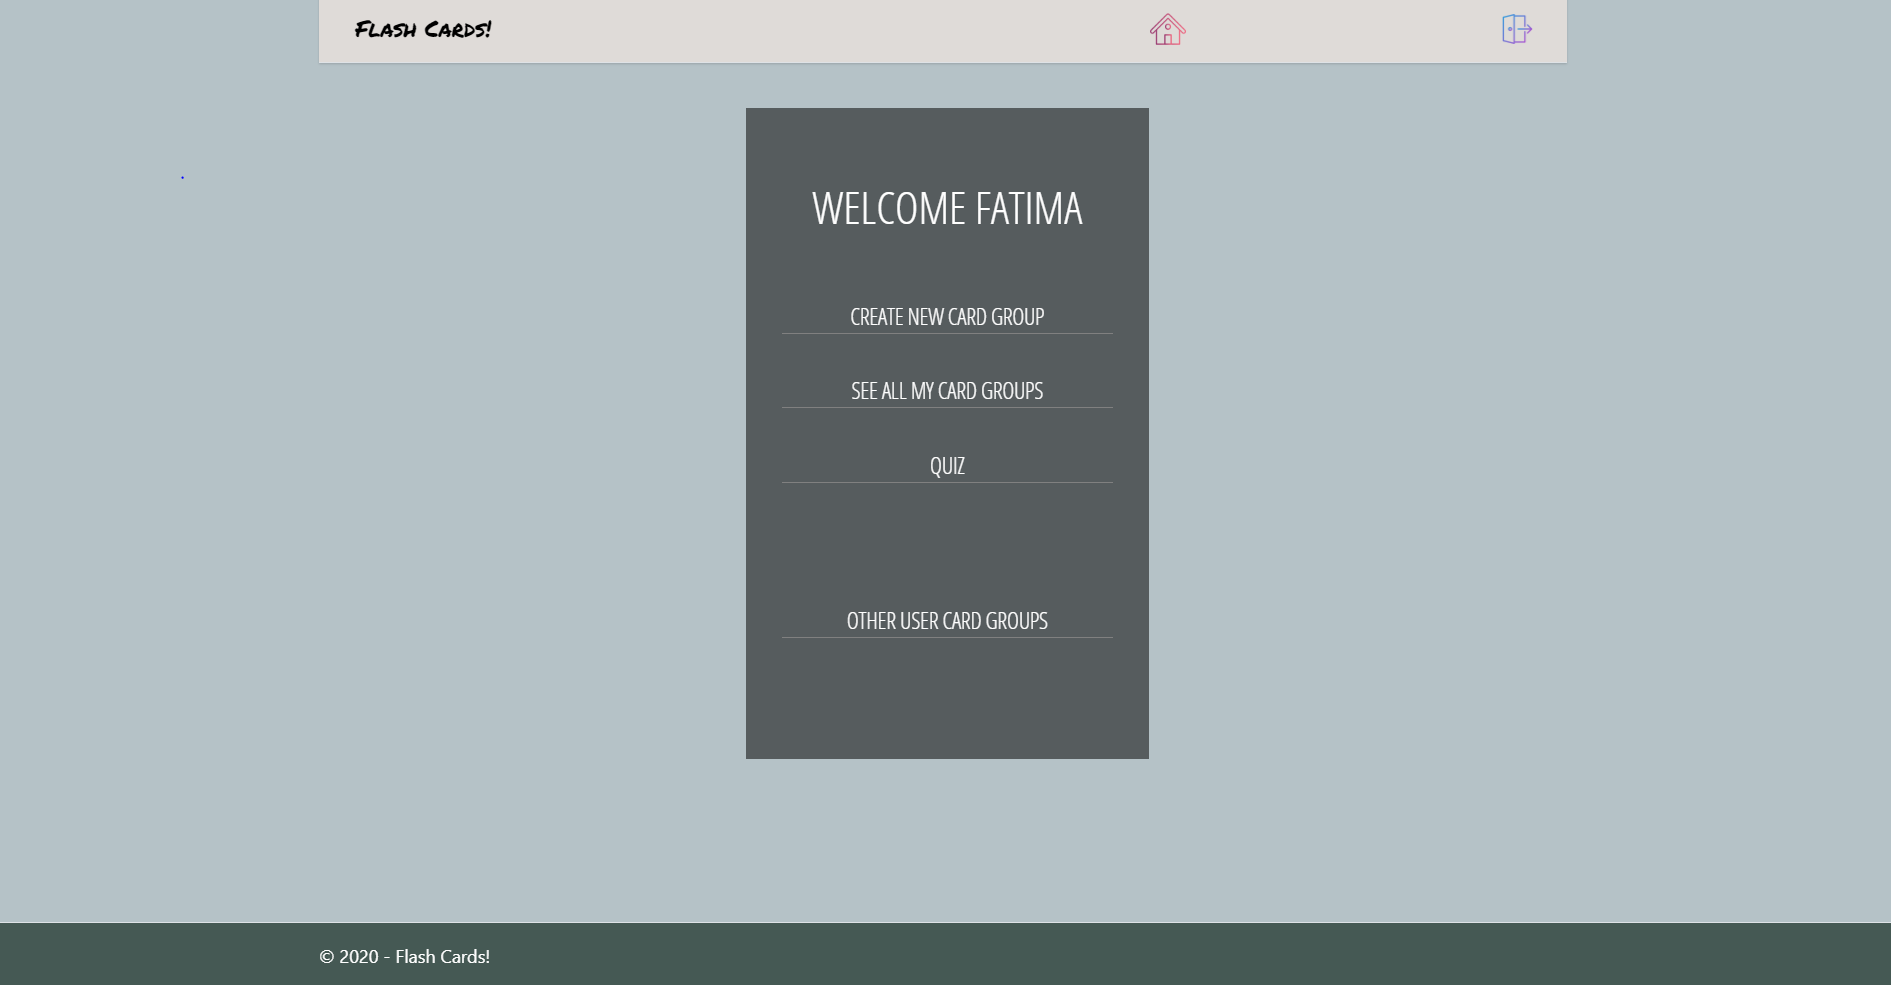 Flash Cards!
WELCOME FATIMA
CREATE NEW CARD GROUP
SEE ALL MY CARD GROUPS
QUIZ
OTHER USER CARD GROUPS
© 2020 - Flash Cards!